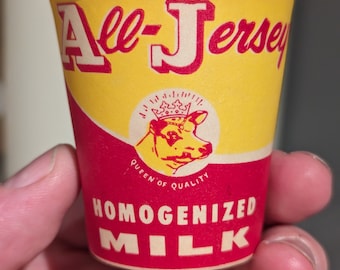 All-Jersey
QUEEN OF QUALITY
HOMOGENIZED
MILK